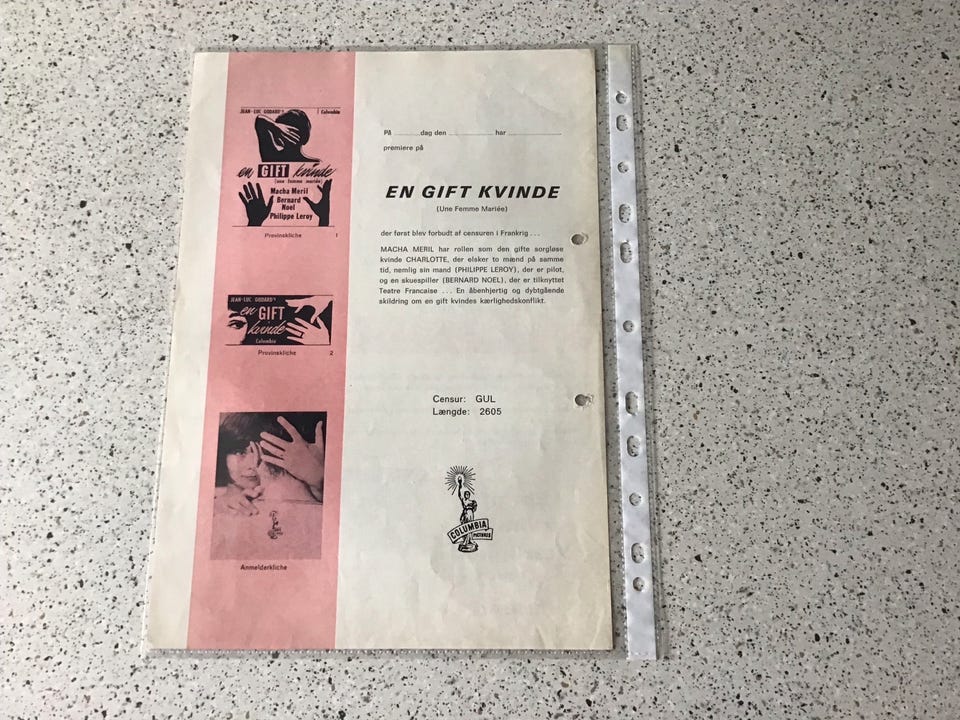 JEAN-LUC GODARD's
Columbia
en GIFT kvinde
(une femme mariée)
Macha Meril
Bernard
Noel
Philippe Leroy
Provinskliche 1
JEAN-LUC GODARD's
en GIFT
kvinde
Columbia
Provinskliche 2
Anmelderkliche
På ............dag den .................... har .......................
premiere på
EN GIFT KVINDE
(Une Femme Mariée)
der først blev forbudt af censuren i Frankrig . . .
MACHA MERIL har rollen som den gifte sorgløse
kvinde CHARLOTTE, der elsker to mænd på samme
tid, nemlig sin mand (PHILIPPE LEROY), der er pilot,
og en skuespiller (BERNARD NOEL), der er tilknyttet
Teatre Francaise . . . En åbenhjertig og dybtgående
skildring om en gift kvindes kærlighedskonflikt.
Censur: GUL
Længde: 2605
COLUMBIA
PICTURES